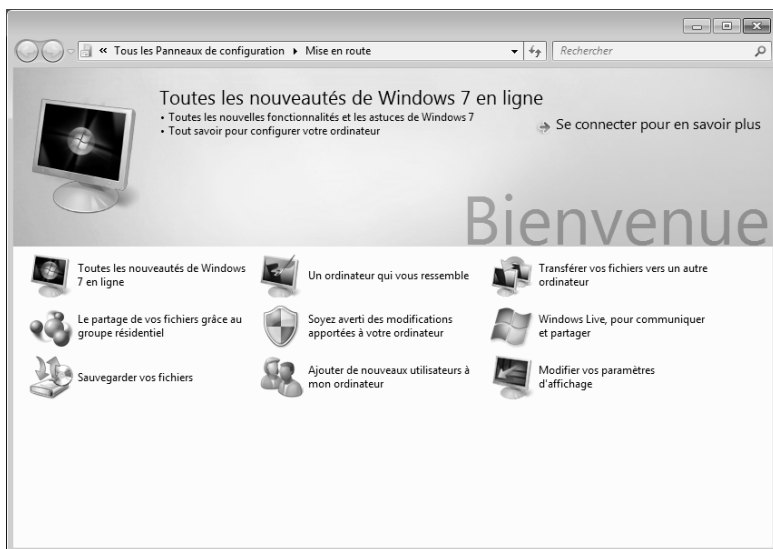 « Tous les Panneaux de configuration ▸ Mise en route
Rechercher
Toutes les nouveautés de Windows 7 en ligne
• Toutes les nouvelles fonctionnalités et les astuces de Windows 7
• Tout savoir pour configurer votre ordinateur
Se connecter pour en savoir plus
Bienvenue
Toutes les nouveautés de Windows
7 en ligne
Un ordinateur qui vous ressemble
Transférer vos fichiers vers un autre
ordinateur
Le partage de vos fichiers grâce au
groupe résidentiel
Soyez averti des modifications
apportées à votre ordinateur
Windows Live, pour communiquer
et partager
Sauvegarder vos fichiers
Ajouter de nouveaux utilisateurs à
mon ordinateur
Modifier vos paramètres
d'affichage